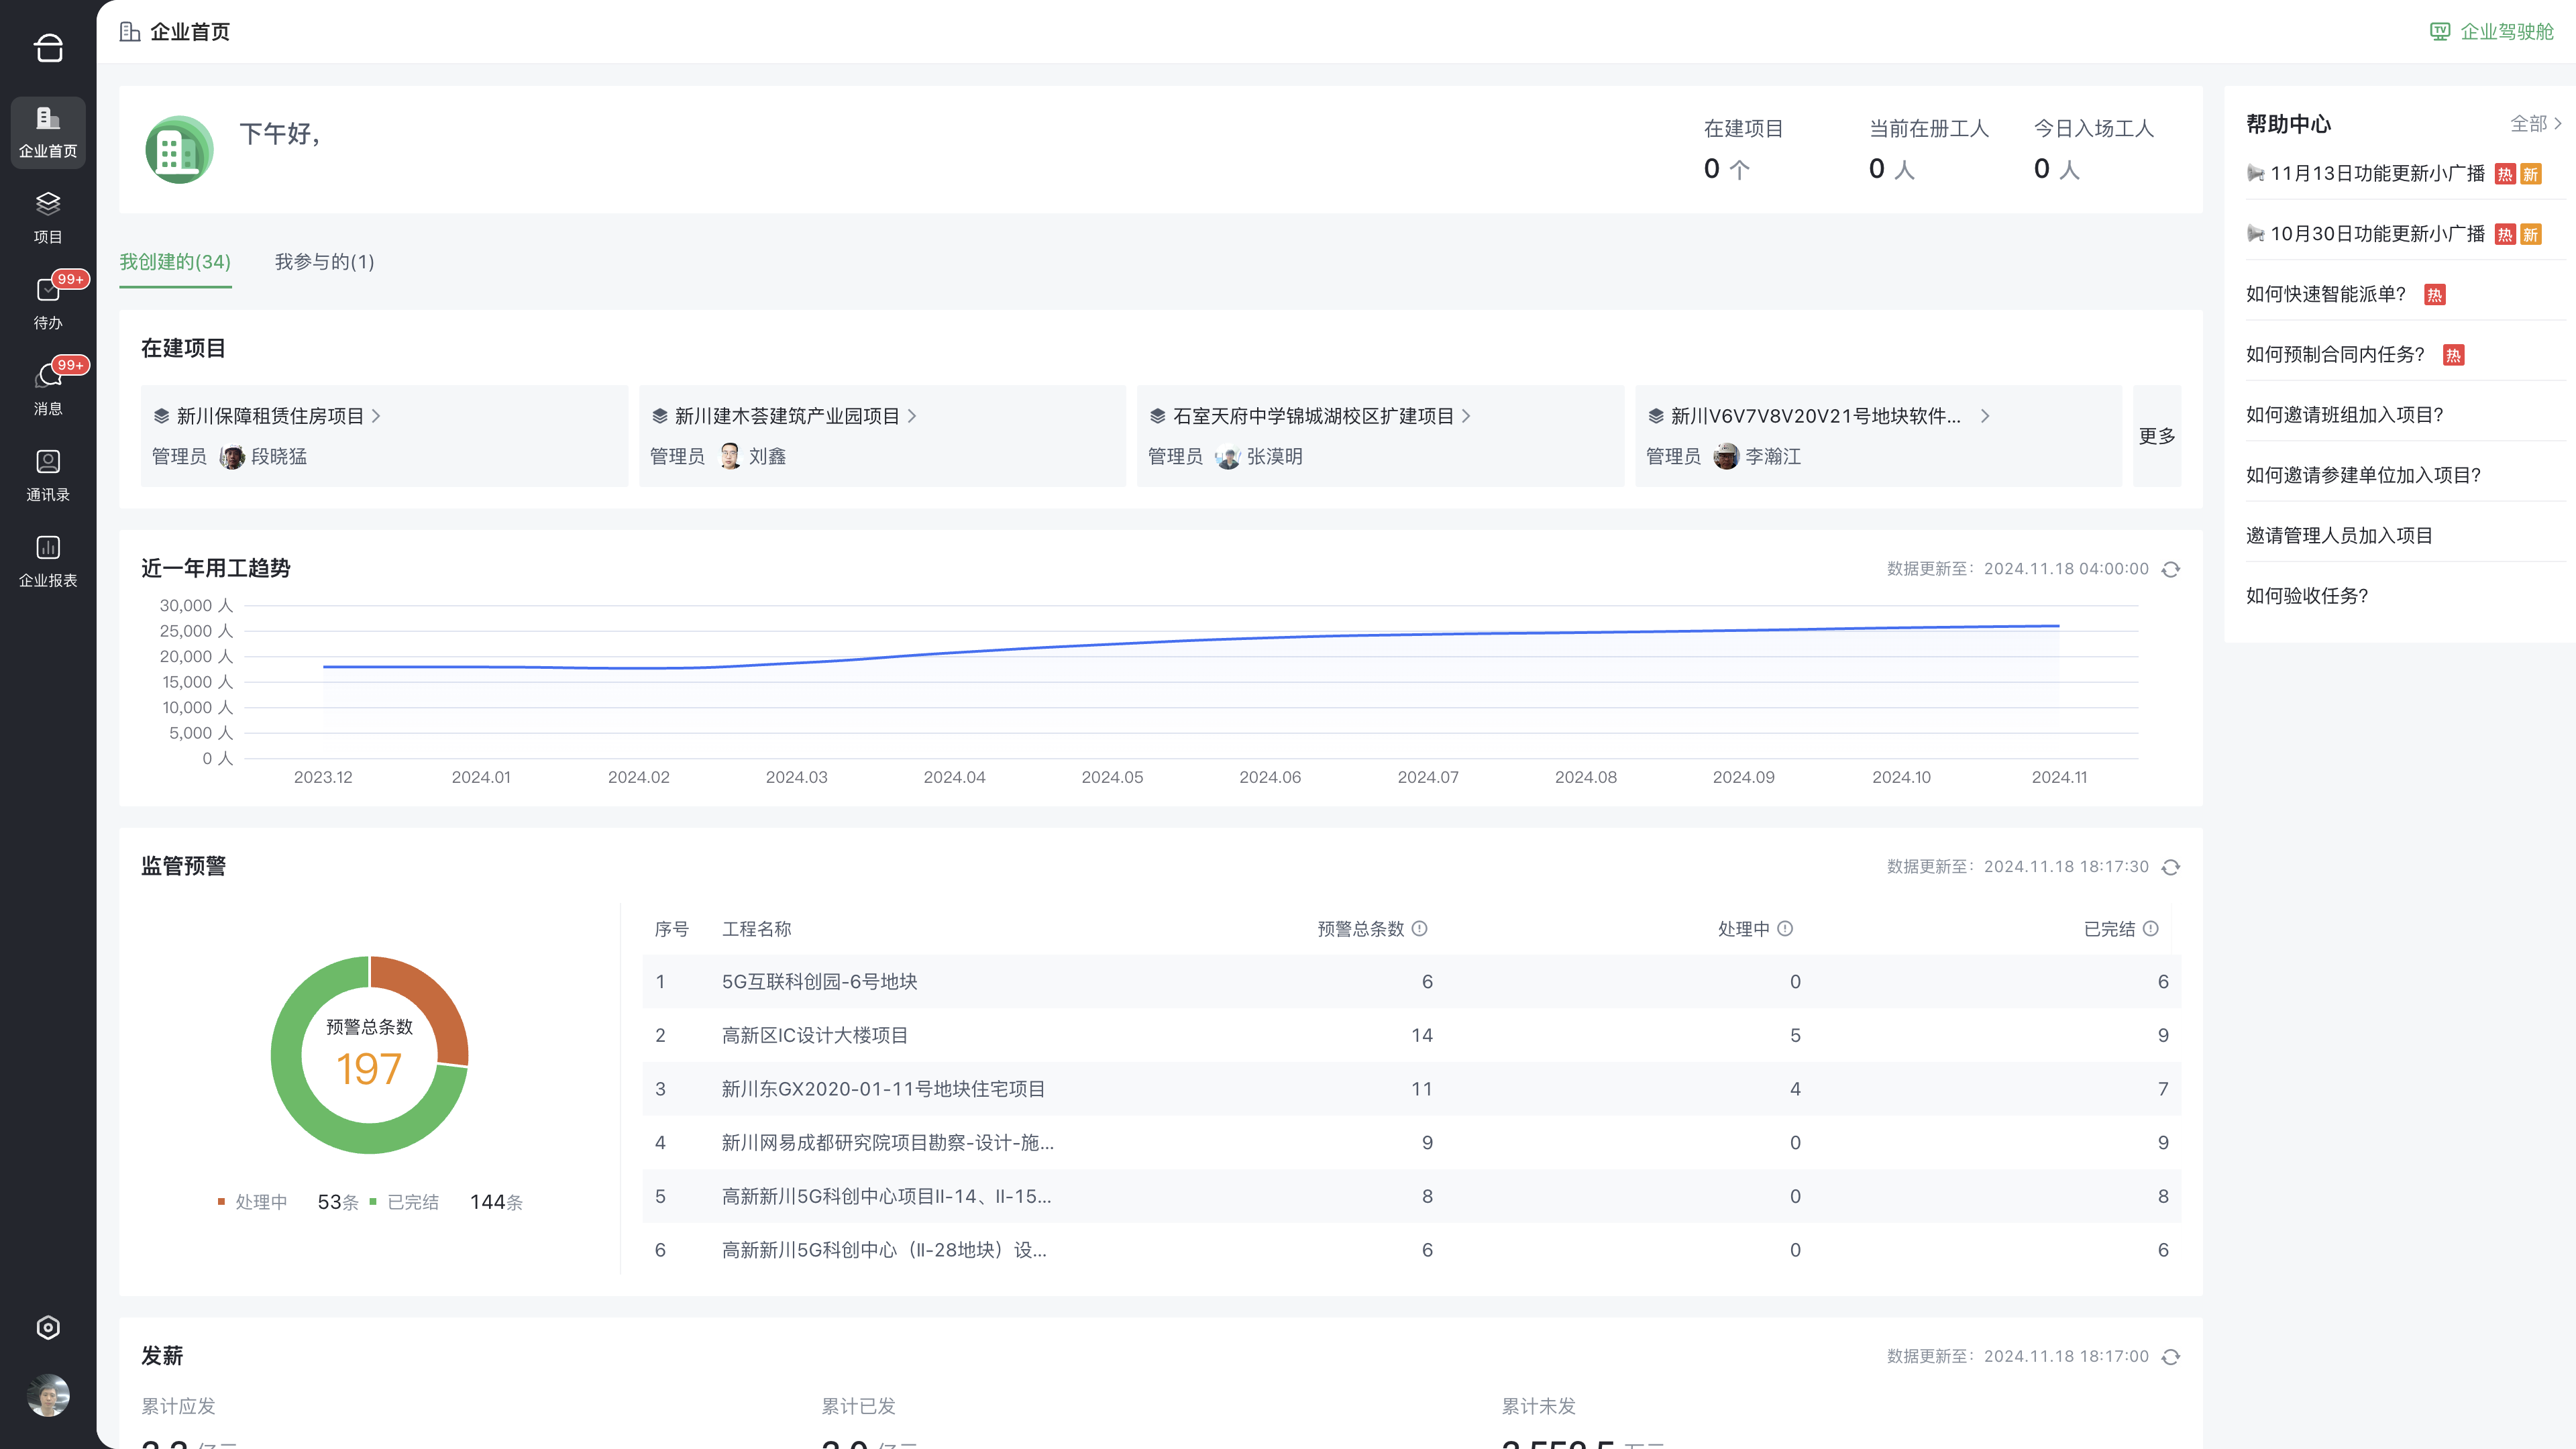 企业首页
企业驾驶舱
企业首页
项目
99+
待办
99+
消息
通讯录
企业报表
下午好,
在建项目
0 个
当前在册工人
0 人
今日入场工人
0 人
我创建的(34)
我参与的(1)
在建项目
新川保障租赁住房项目
管理员 段晓猛
新川建木荟建筑产业园项目
管理员 刘鑫
石室天府中学锦城湖校区扩建项目
管理员 张漠明
新川V6V7V8V20V21号地块软件...
管理员 李瀚江
更多
近一年用工趋势
数据更新至：2024.11.18 04:00:00
30,000 人
25,000 人
20,000 人
15,000 人
10,000 人
5,000 人
0 人
2023.12 2024.01 2024.02 2024.03 2024.04 2024.05 2024.06 2024.07 2024.08 2024.09 2024.10 2024.11
监管预警
数据更新至：2024.11.18 18:17:30
预警总条数
197
处理中 53条 已完结 144条
序号 工程名称 预警总条数 处理中 已完结
1 5G互联科创园-6号地块 6 0 6
2 高新区IC设计大楼项目 14 5 9
3 新川东GX2020-01-11号地块住宅项目 11 4 7
4 新川网易成都研究院项目勘察-设计-施... 9 0 9
5 高新新川5G科创中心项目II-14、II-15... 8 0 8
6 高新新川5G科创中心（II-28地块）设... 6 0 6
发薪
数据更新至：2024.11.18 18:17:00
累计应发
累计已发
累计未发
帮助中心
全部
11月13日功能更新小广播 热 新
10月30日功能更新小广播 热 新
如何快速智能派单? 热
如何预制合同内任务? 热
如何邀请班组加入项目?
如何邀请参建单位加入项目?
邀请管理人员加入项目
如何验收任务?